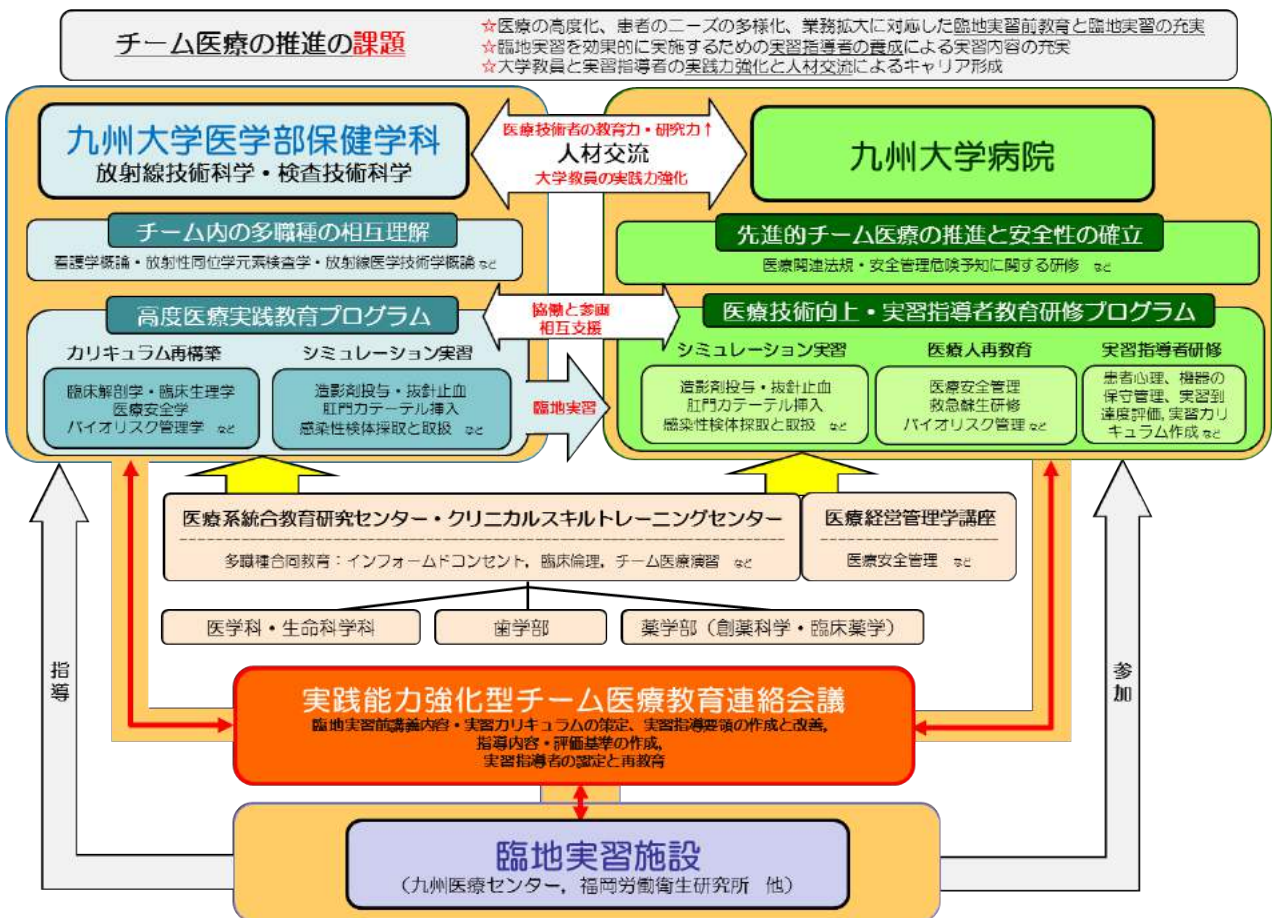 チーム医療の推進の課題
☆医療の高度化、患者のニーズの多様化、業務拡大に対応した臨地実習前教育と臨地実習の充実
☆臨地実習を効果的に実施するための実習指導者の養成による実習内容の充実
☆大学教員と実習指導者の実践力強化と人材交流によるキャリア形成
九州大学医学部保健学科
放射線技術科学・検査技術科学
医療技術者の教育力・研究力↑
人材交流
大学教員の実践力強化
九州大学病院
チーム内の多職種の相互理解
看護学概論・放射性同位学元素検査学・放射線医学技術学概論 など
先進的チーム医療の推進と安全性の確立
医療関連法規・安全管理危険予知に関する研修 など
高度医療実践教育プログラム
協働と参画
相互支援
医療技術向上・実習指導者教育研修プログラム
カリキュラム再構築
臨床解剖学・臨床生理学
医療安全学
バイオリスク管理学 など
シミュレーション実習
造影剤投与・抜針止血
肛門カテーテル挿入
感染性検体採取と取扱 など
臨地実習
シミュレーション実習
造影剤投与・抜針止血
肛門カテーテル挿入
感染性検体採取と取扱 など
医療人再教育
医療安全管理
救急蘇生研修
バイオリスク管理 など
実習指導者研修
患者心理、機器の
保守管理、実習到
達度評価、実習カリ
キュラム作成 など
医療系統合教育研究センター・クリニカルスキルトレーニングセンター
多職種合同教育：インフォームドコンセント，臨床倫理，チーム医療演習 など
医療経営管理学講座
医療安全管理 など
医学科・生命科学科
歯学部
薬学部（創薬科学・臨床薬学）
指導
参加
実践能力強化型チーム医療教育連絡会議
臨地実習前講義内容・実習カリキュラムの策定、実習指導要領の作成と改善，
指導内容・評価基準の作成，
実習指導者の認定と再教育
臨地実習施設
（九州医療センター，福岡労働衛生研究所 他）